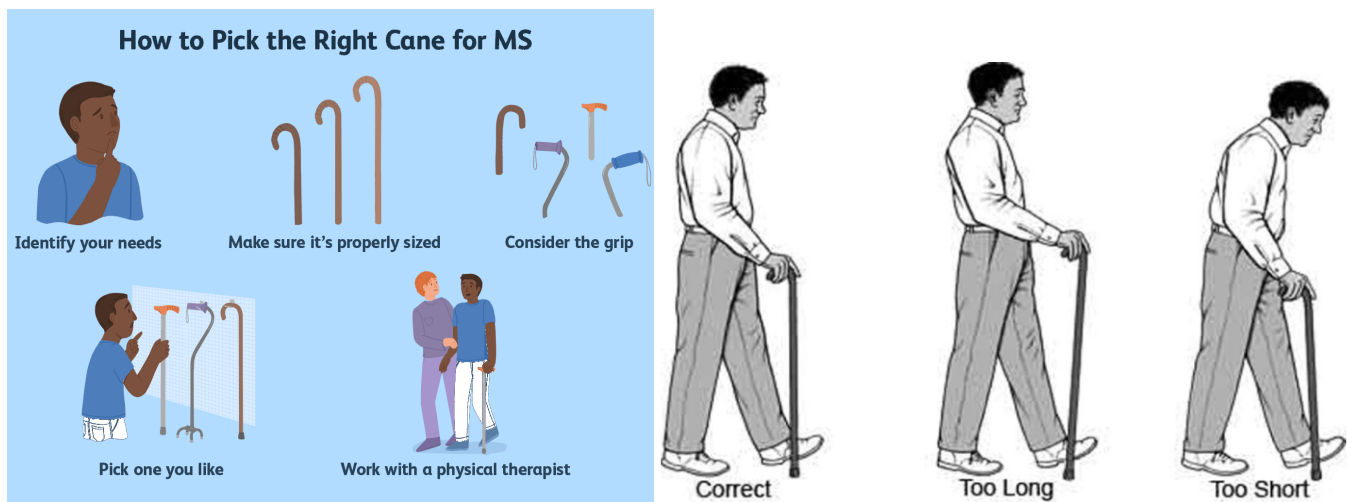 How to Pick the Right Cane for MS
Identify your needs
Make sure it's properly sized
Consider the grip
Pick one you like
Work with a physical therapist
Correct
Too Long
Too Short